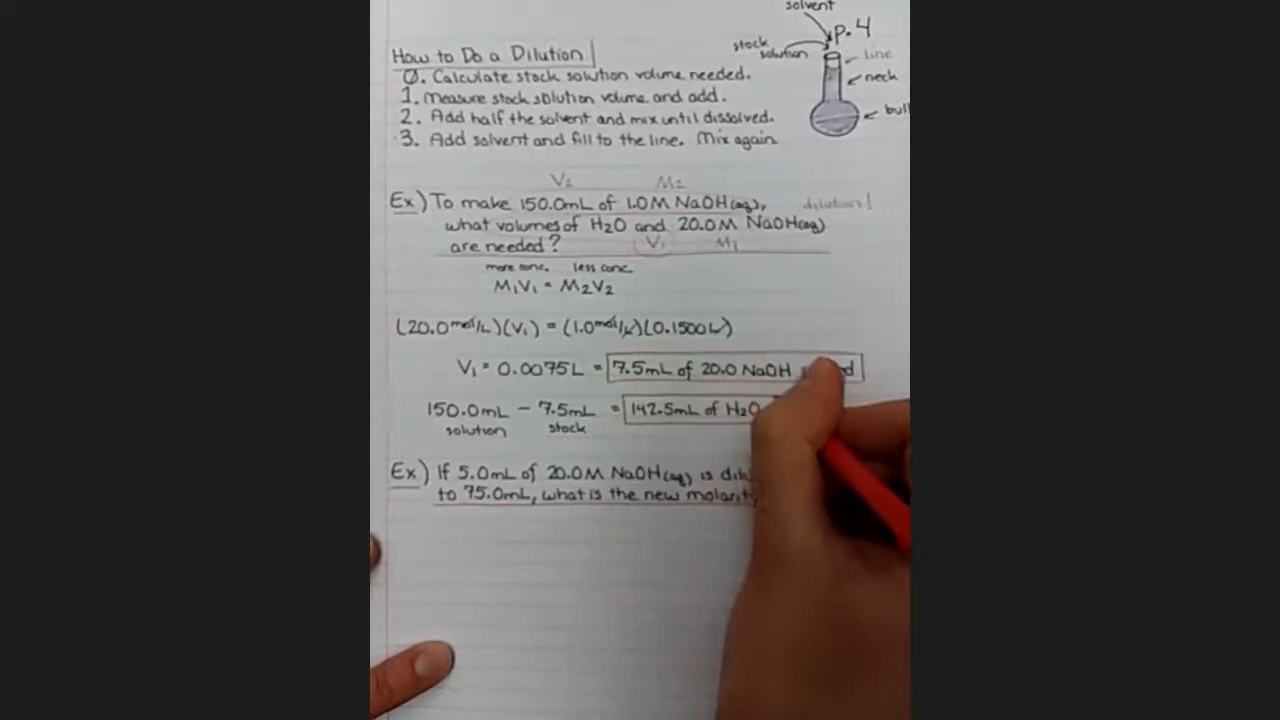 solvent
p.4
stock
solution
line
neck
How to Do a Dilution
0. Calculate stock solution volume needed.
1. Measure stock solution volume and add.
2. Add half the solvent and mix until dissolved.
3. Add solvent and fill to the line. Mix again
V2 M2
Ex) To make 150.0mL of 1.0M NaOH(aq), dilution!
what volumes of H2O and 20.0M NaOH(aq)
are needed? V1 M1
more conc. less conc.
M1V1 = M2V2
(20.0 mol/L)(V1) = (1.0 mol/L)(0.1500L)
V1 = 0.0075L = 7.5mL of 20.0 NaOH
150.0mL - 7.5mL = 142.5mL of H2O
solution stock
Ex) If 5.0mL of 20.0M NaOH(aq) is
to 75.0mL, what is the new molarity